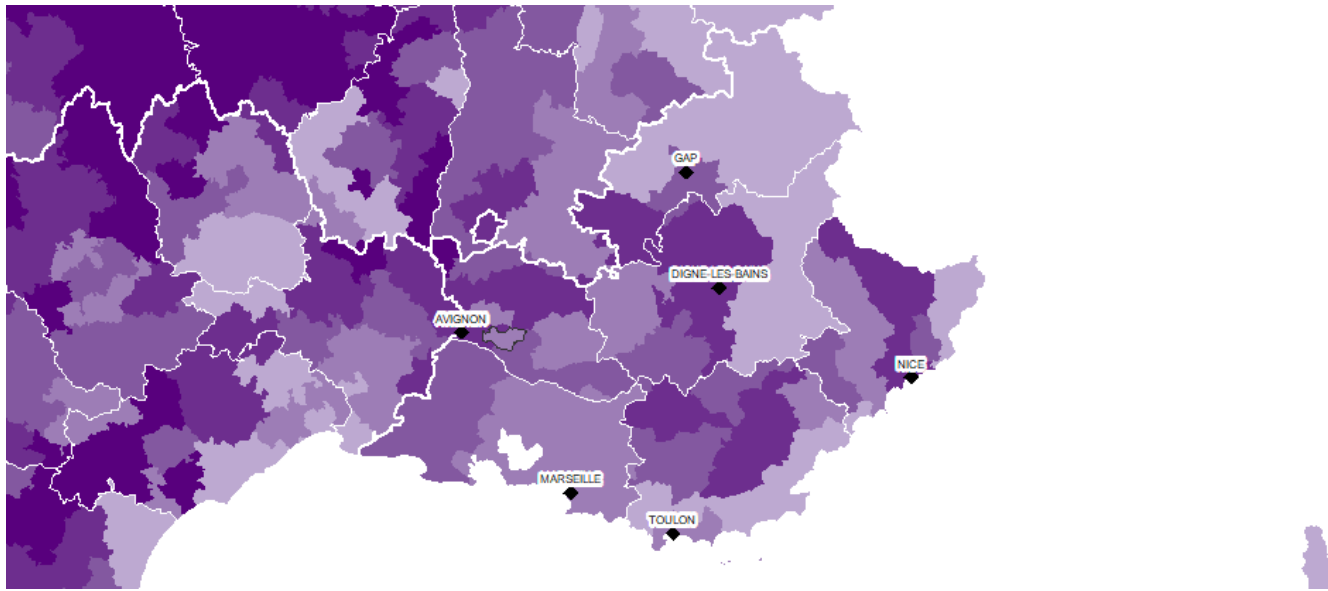 GAP
DIGNE-LES-BAINS
AVIGNON
NICE
MARSEILLE
TOULON